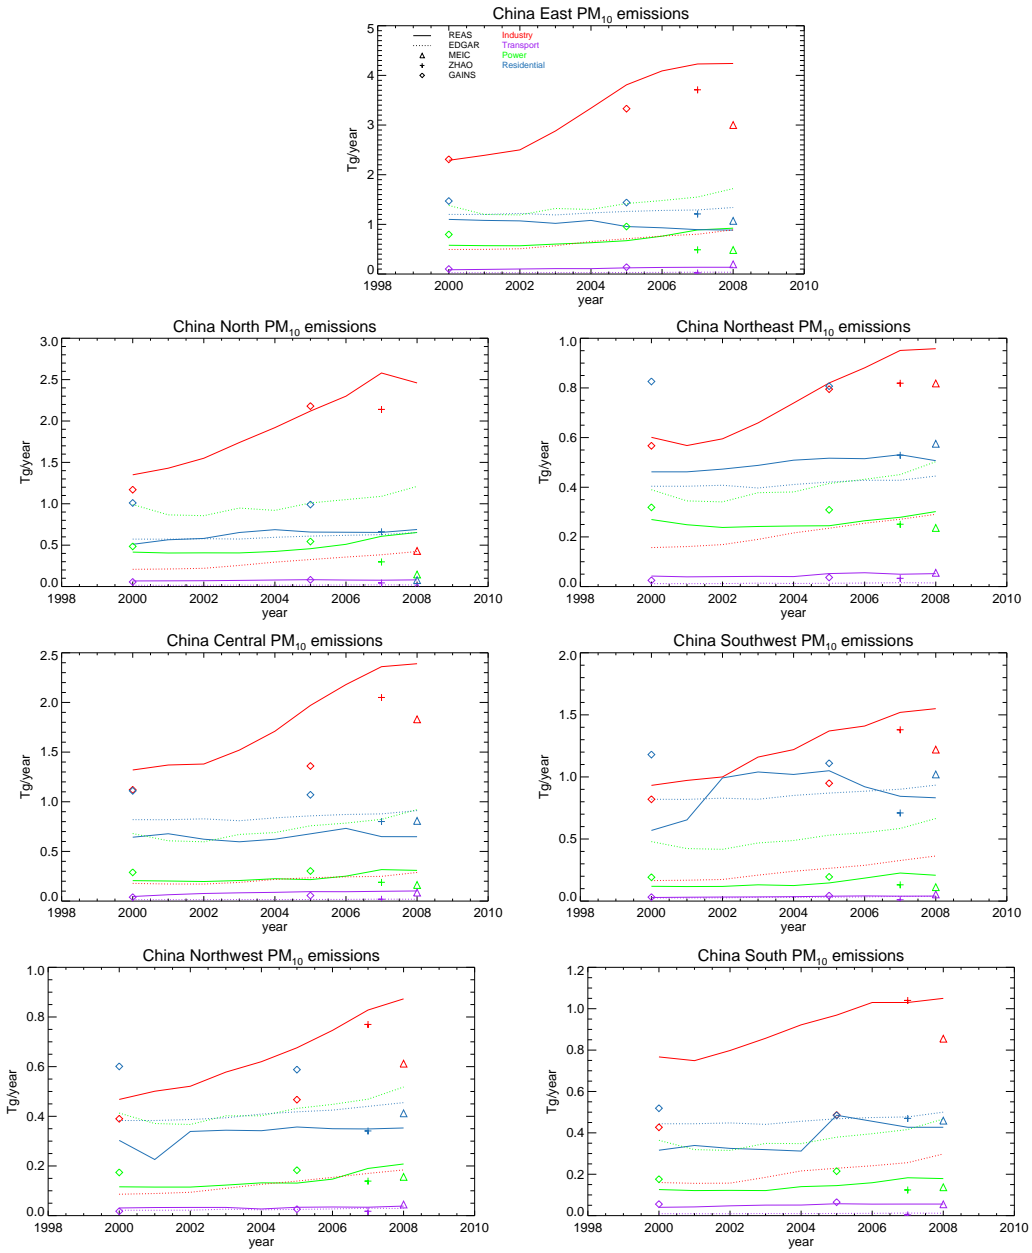 China East PM10 emissions
5
4
3
2
1
0
Tg/year
REAS Industry
EDGAR Transport
MEIC Power
ZHAO Residential
GAINS
1998 2000 2002 2004 2006 2008 2010
year
China North PM10 emissions
3.0
2.5
2.0
1.5
1.0
0.5
0.0
Tg/year
1998 2000 2002 2004 2006 2008 2010
year
China Northeast PM10 emissions
1.0
0.8
0.6
0.4
0.2
0.0
Tg/year
1998 2000 2002 2004 2006 2008 2010
year
China Central PM10 emissions
2.5
2.0
1.5
1.0
0.5
0.0
Tg/year
1998 2000 2002 2004 2006 2008 2010
year
China Southwest PM10 emissions
2.0
1.5
1.0
0.5
0.0
Tg/year
1998 2000 2002 2004 2006 2008 2010
year
China Northwest PM10 emissions
1.0
0.8
0.6
0.4
0.2
0.0
Tg/year
1998 2000 2002 2004 2006 2008 2010
year
China South PM10 emissions
1.2
1.0
0.8
0.6
0.4
0.2
0.0
Tg/year
1998 2000 2002 2004 2006 2008 2010
year